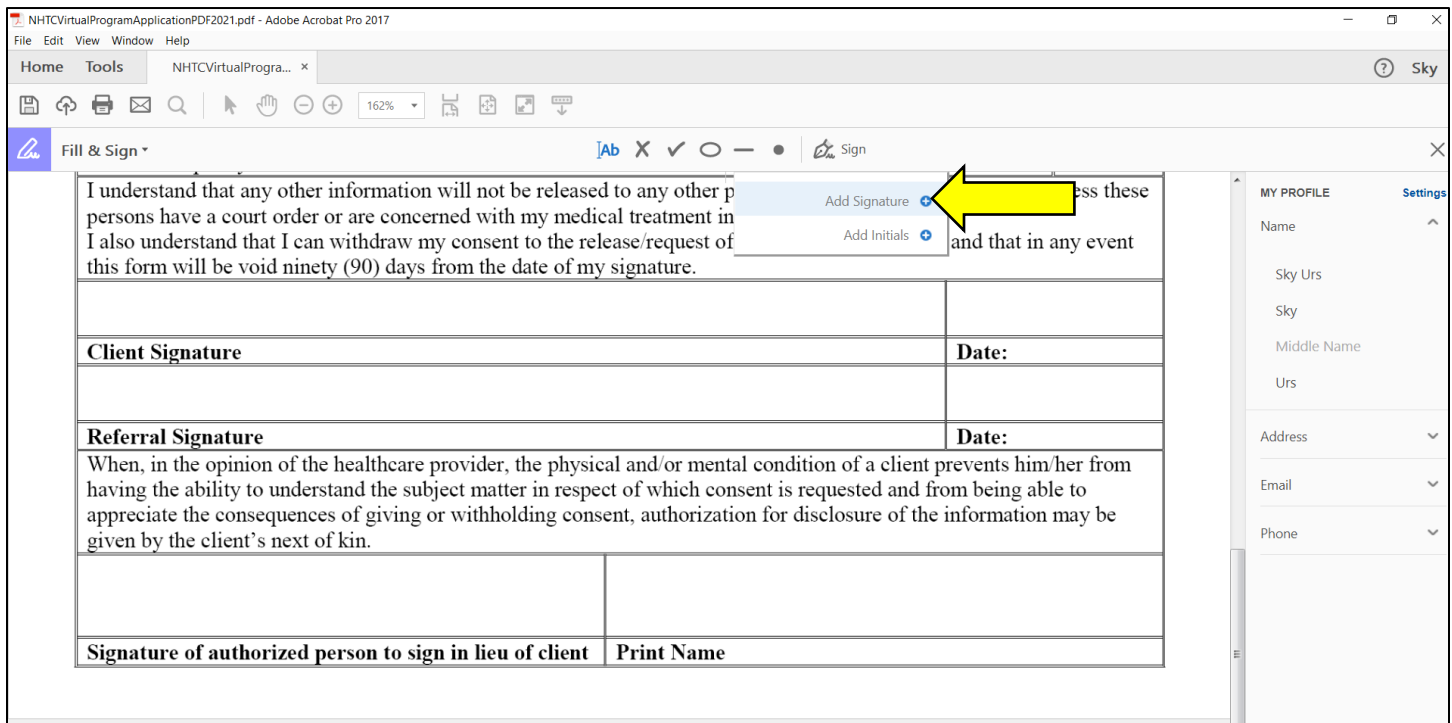 NHTCVirtualProgramApplicationPDF2021.pdf - Adobe Acrobat Pro 2017
File Edit View Window Help
Home Tools NHTCVirtualProgra... × ? Sky
162%
Fill & Sign Ab Sign
I understand that any other information will not be released to any other p ess these
Add Signature
persons have a court order or are concerned with my medical treatment in
Add Initials
I also understand that I can withdraw my consent to the release/request of and that in any event
this form will be void ninety (90) days from the date of my signature.
Client Signature Date:
Referral Signature Date:
When, in the opinion of the healthcare provider, the physical and/or mental condition of a client prevents him/her from
having the ability to understand the subject matter in respect of which consent is requested and from being able to
appreciate the consequences of giving or withholding consent, authorization for disclosure of the information may be
given by the client's next of kin.
Signature of authorized person to sign in lieu of client Print Name
MY PROFILE Settings
Name
Sky Urs
Sky
Middle Name
Urs
Address
Email
Phone